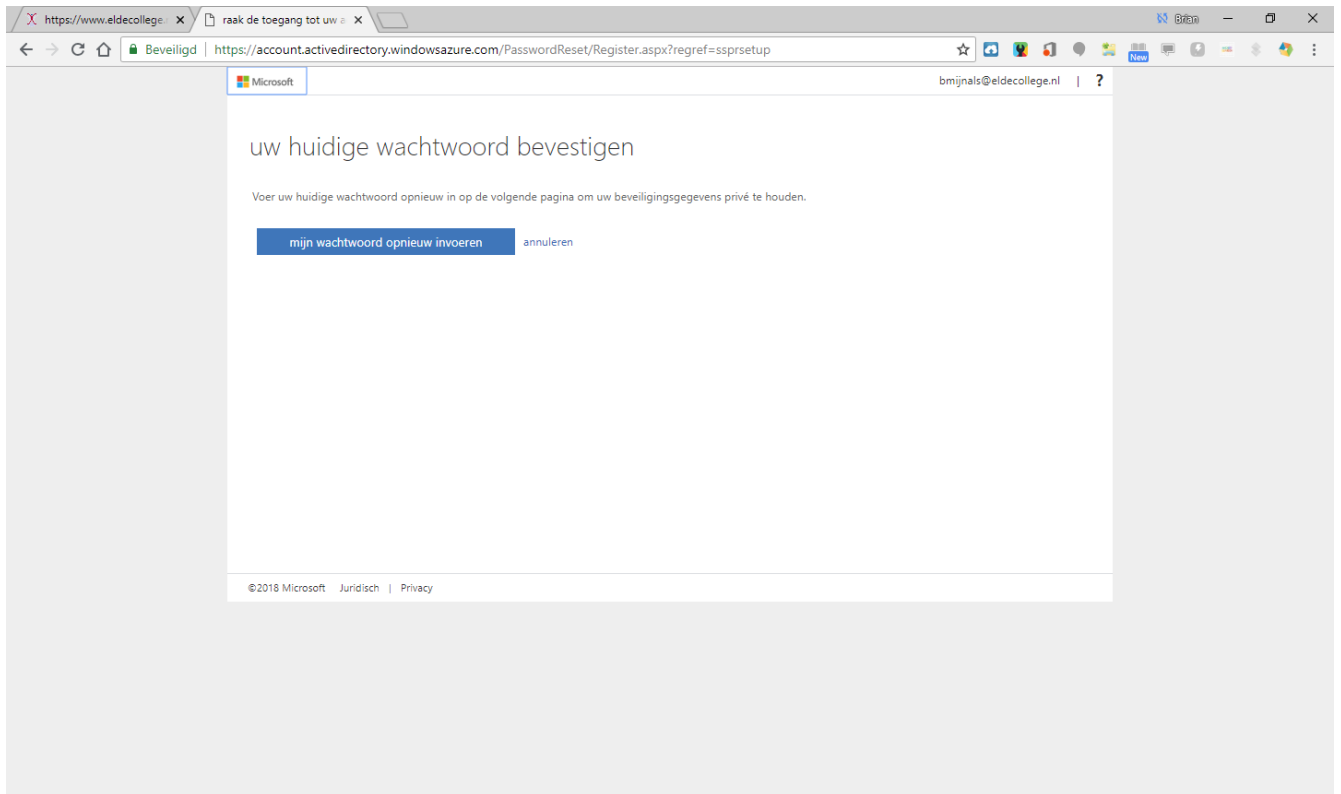 https://www.eldecollege.
raak de toegang tot uw a
Brian
Beveiligd | https://account.activedirectory.windowsazure.com/PasswordReset/Register.aspx?regref=ssprsetup
New
Microsoft
bmijnals@eldecollege.nl | ?
uw huidige wachtwoord bevestigen
Voer uw huidige wachtwoord opnieuw in op de volgende pagina om uw beveiligingsgegevens privé te houden.
mijn wachtwoord opnieuw invoeren annuleren
©2018 Microsoft Juridisch | Privacy